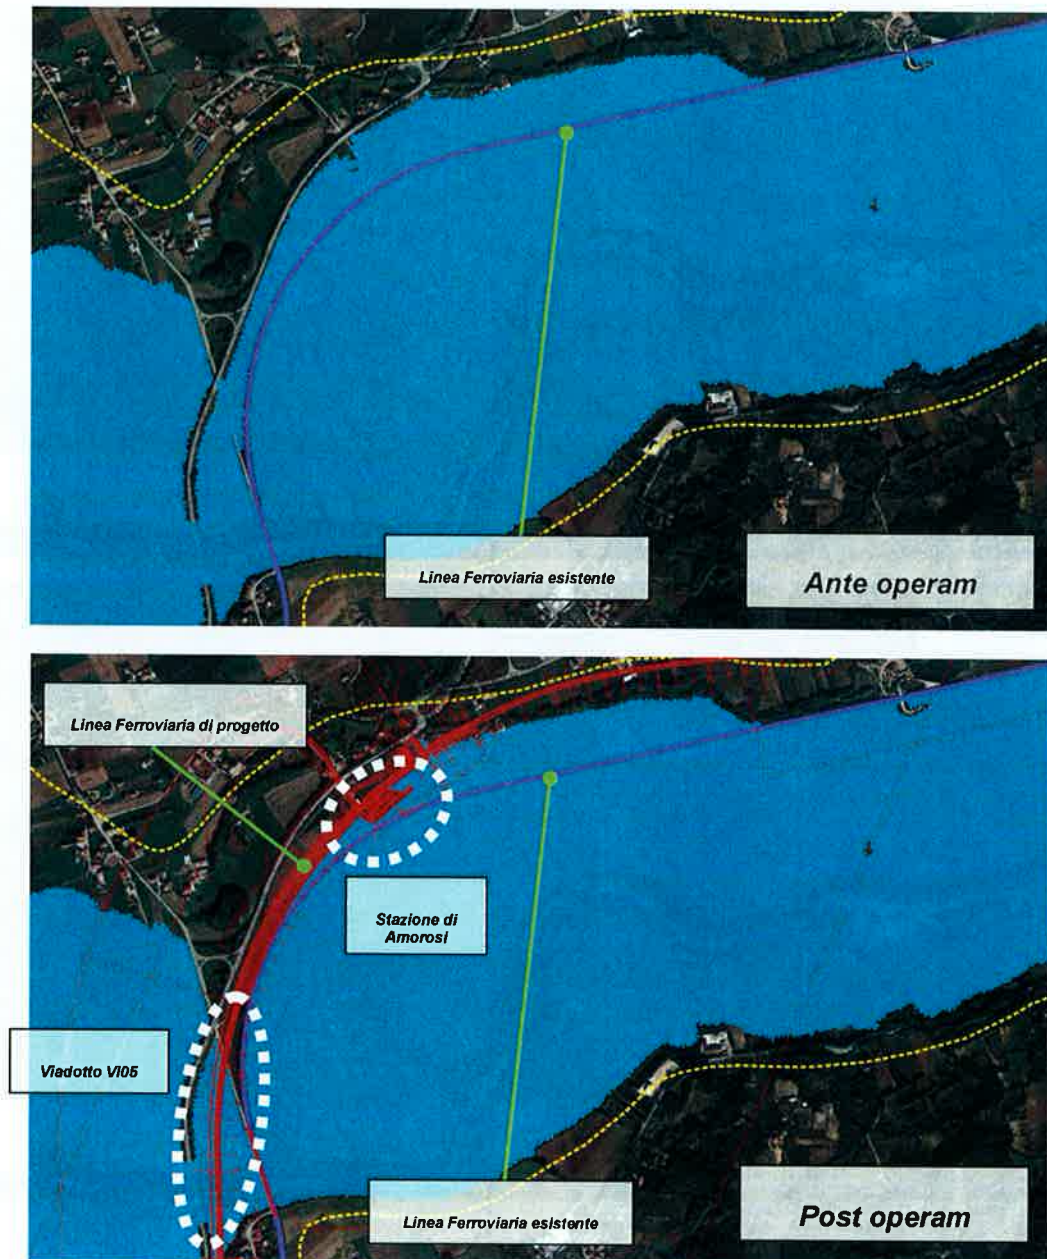 Linea Ferroviaria esistente
Ante operam
Linea Ferroviaria di progetto
Stazione di
Amorosi
Viadotto VI05
Linea Ferroviaria esistente
Post operam